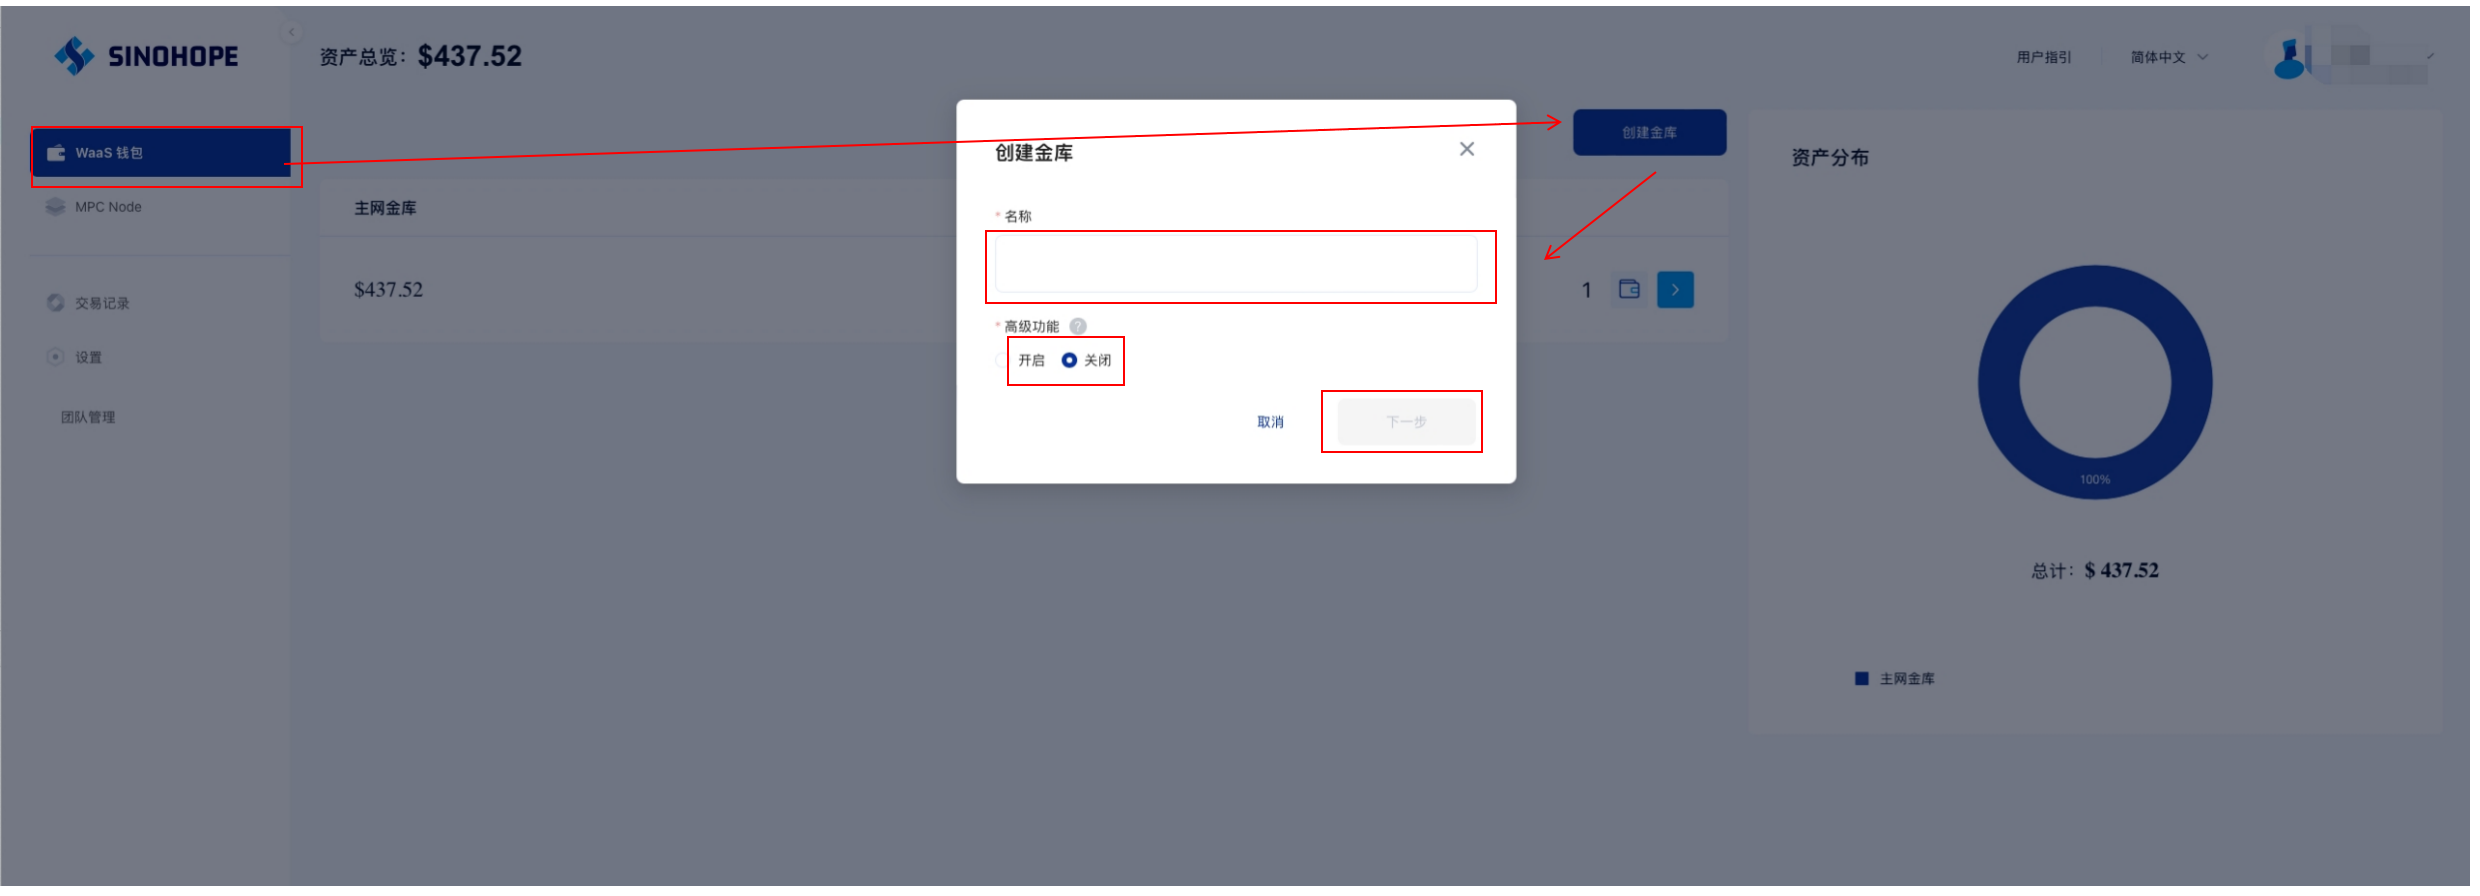 SINOHOPE
资产总览：$437.52
用户指引
简体中文
WaaS 钱包
MPC Node
交易记录
设置
团队管理
创建金库
主网金库
$437.52
1
创建金库
* 名称
* 高级功能 ?
开启 关闭
取消 下一步
资产分布
100%
总计：$ 437.52
主网金库